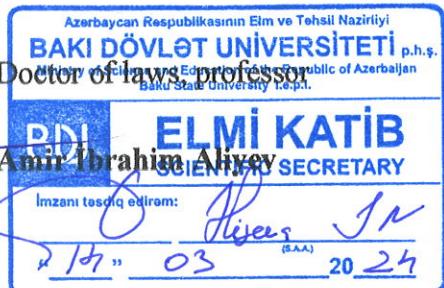 Azərbaycan Respublikasının Elm və Təhsil Nazirliyi
BAKI DÖVLƏT UNİVERSİTETİ p.h.ş.
Doctor of laws, professor
Ministry of Science and Education of the Republic of Azerbaijan
Baku State University l.e.p.l.
BDU
ELMİ KATİB
Amir Ibrahim Aliyev
SCIENTIFIC SECRETARY
İmzanı təsdiq edirəm:
(S.A.A.)
03 20 24